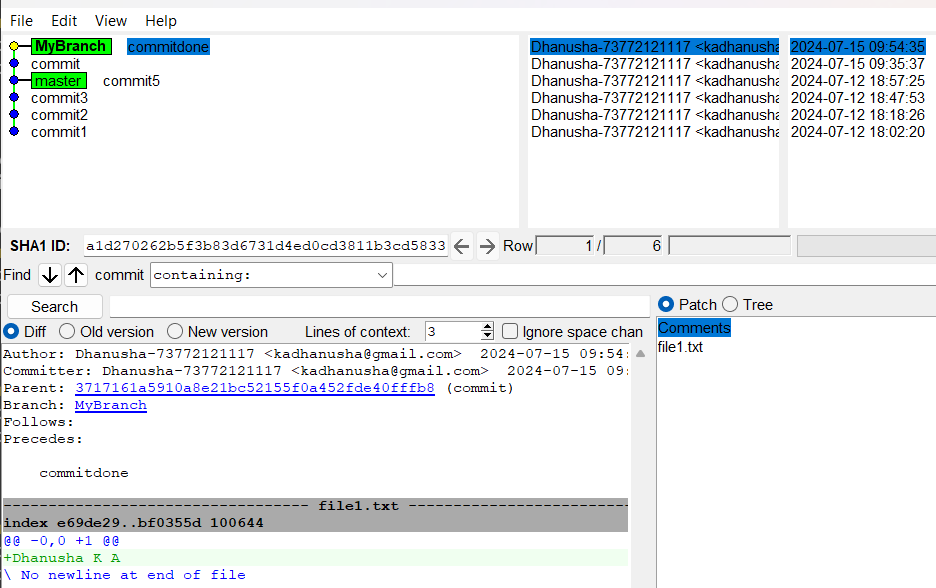 File Edit View Help
MyBranch commitdone Dhanusha-73772121117 <kadhanusha 2024-07-15 09:54:35
commit Dhanusha-73772121117 <kadhanusha 2024-07-15 09:35:37
master commit5 Dhanusha-73772121117 <kadhanusha 2024-07-12 18:57:25
commit3 Dhanusha-73772121117 <kadhanusha 2024-07-12 18:47:53
commit2 Dhanusha-73772121117 <kadhanusha 2024-07-12 18:18:26
commit1 Dhanusha-73772121117 <kadhanusha 2024-07-12 18:02:20
SHA1 ID: a1d270262b5f3b83d6731d4ed0cd3811b3cd5833 ← → Row 1 / 6
Find ↓ ↑ commit containing:
Search
Patch Tree
Diff Old version New version Lines of context: 3 Ignore space chan
Comments
file1.txt
Author: Dhanusha-73772121117 <kadhanusha@gmail.com> 2024-07-15 09:54:
Committer: Dhanusha-73772121117 <kadhanusha@gmail.com> 2024-07-15 09:
Parent: 3717161a5910a8e21bc52155f0a452fde40fffb8 (commit)
Branch: MyBranch
Follows:
Precedes:
commitdone
------------------------------- file1.txt -------------------------------
index e69de29..bf0355d 100644
@@ -0,0 +1 @@
+Dhanusha K A
\ No newline at end of file